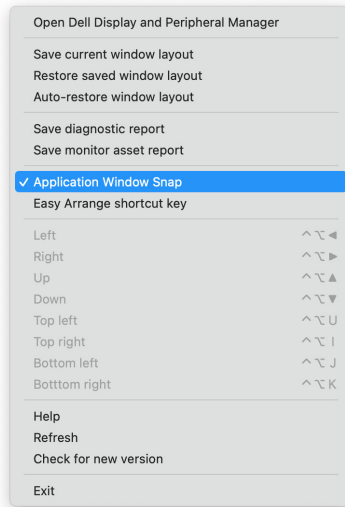 Open Dell Display and Peripheral Manager
Save current window layout
Restore saved window layout
Auto-restore window layout
Save diagnostic report
Save monitor asset report
✓ Application Window Snap
Easy Arrange shortcut key
Left ^⌥◀
Right ^⌥▶
Up ^⌥▲
Down ^⌥▼
Top left ^⌥U
Top right ^⌥I
Bottom left ^⌥J
Botttom right ^⌥K
Help
Refresh
Check for new version
Exit